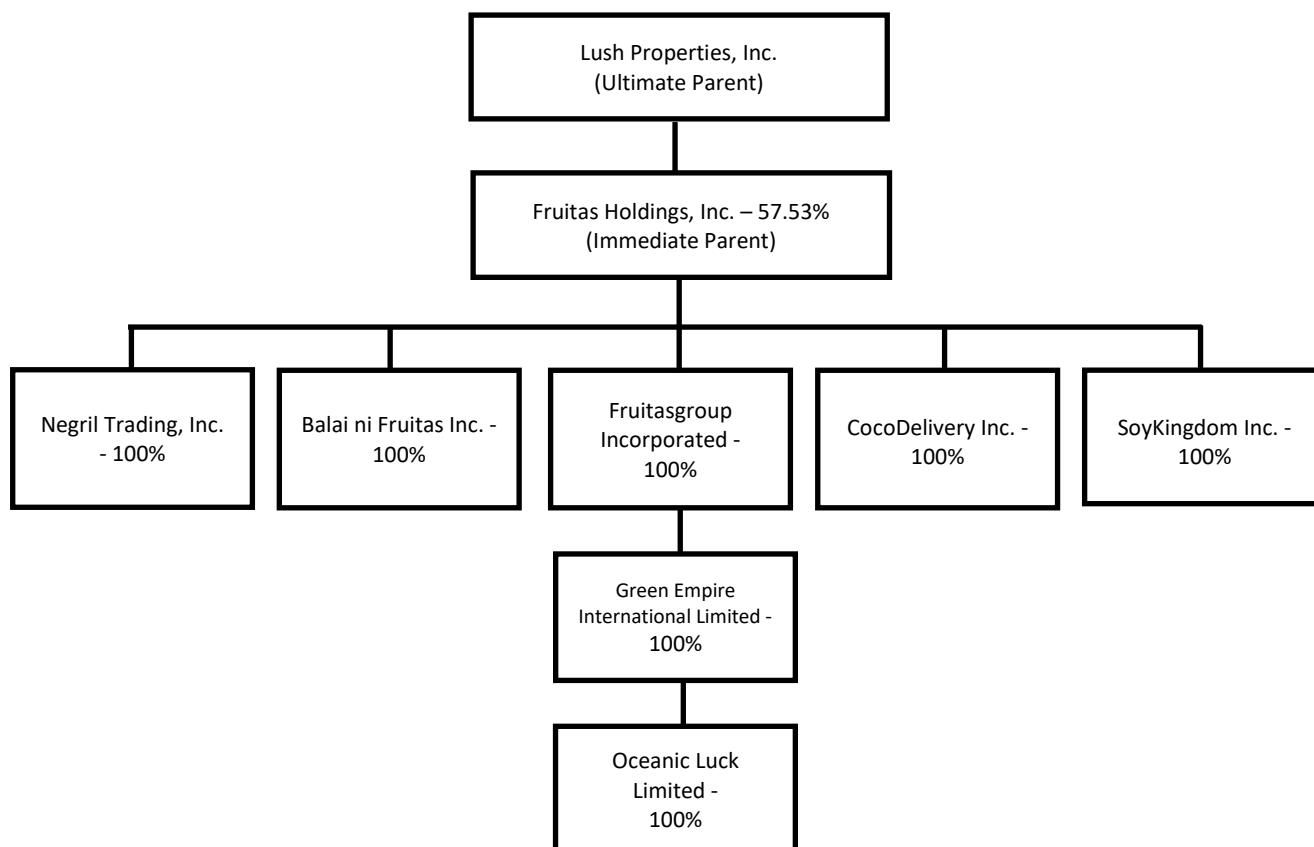 Lush Properties, Inc.
(Ultimate Parent)
Fruitas Holdings, Inc. – 57.53%
(Immediate Parent)
Negril Trading, Inc.
- 100%
Balai ni Fruitas Inc. -
100%
Fruitasgroup
Incorporated -
100%
CocoDelivery Inc. -
100%
SoyKingdom Inc. -
100%
Green Empire
International Limited -
100%
Oceanic Luck
Limited -
100%